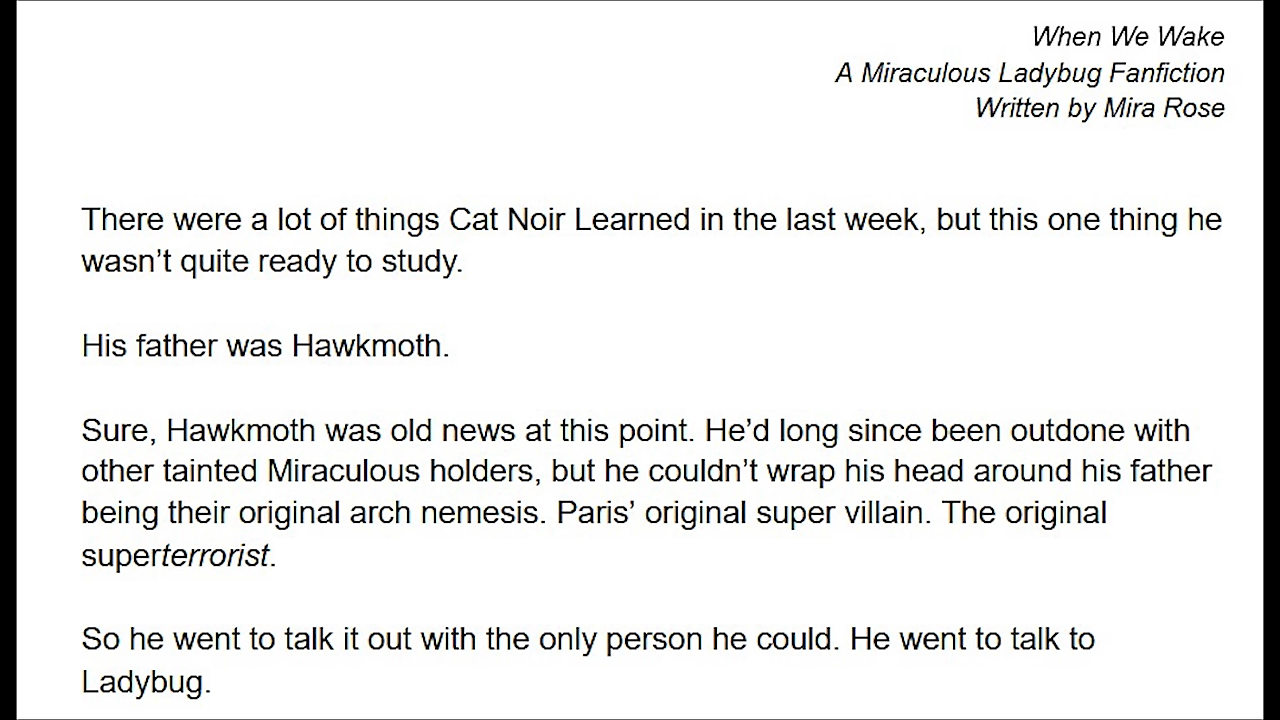 When We Wake
A Miraculous Ladybug Fanfiction
Written by Mira Rose
There were a lot of things Cat Noir Learned in the last week, but this one thing he
wasn’t quite ready to study.
His father was Hawkmoth.
Sure, Hawkmoth was old news at this point. He’d long since been outdone with
other tainted Miraculous holders, but he couldn’t wrap his head around his father
being their original arch nemesis. Paris’ original super villain. The original
superterrorist.
So he went to talk it out with the only person he could. He went to talk to
Ladybug.